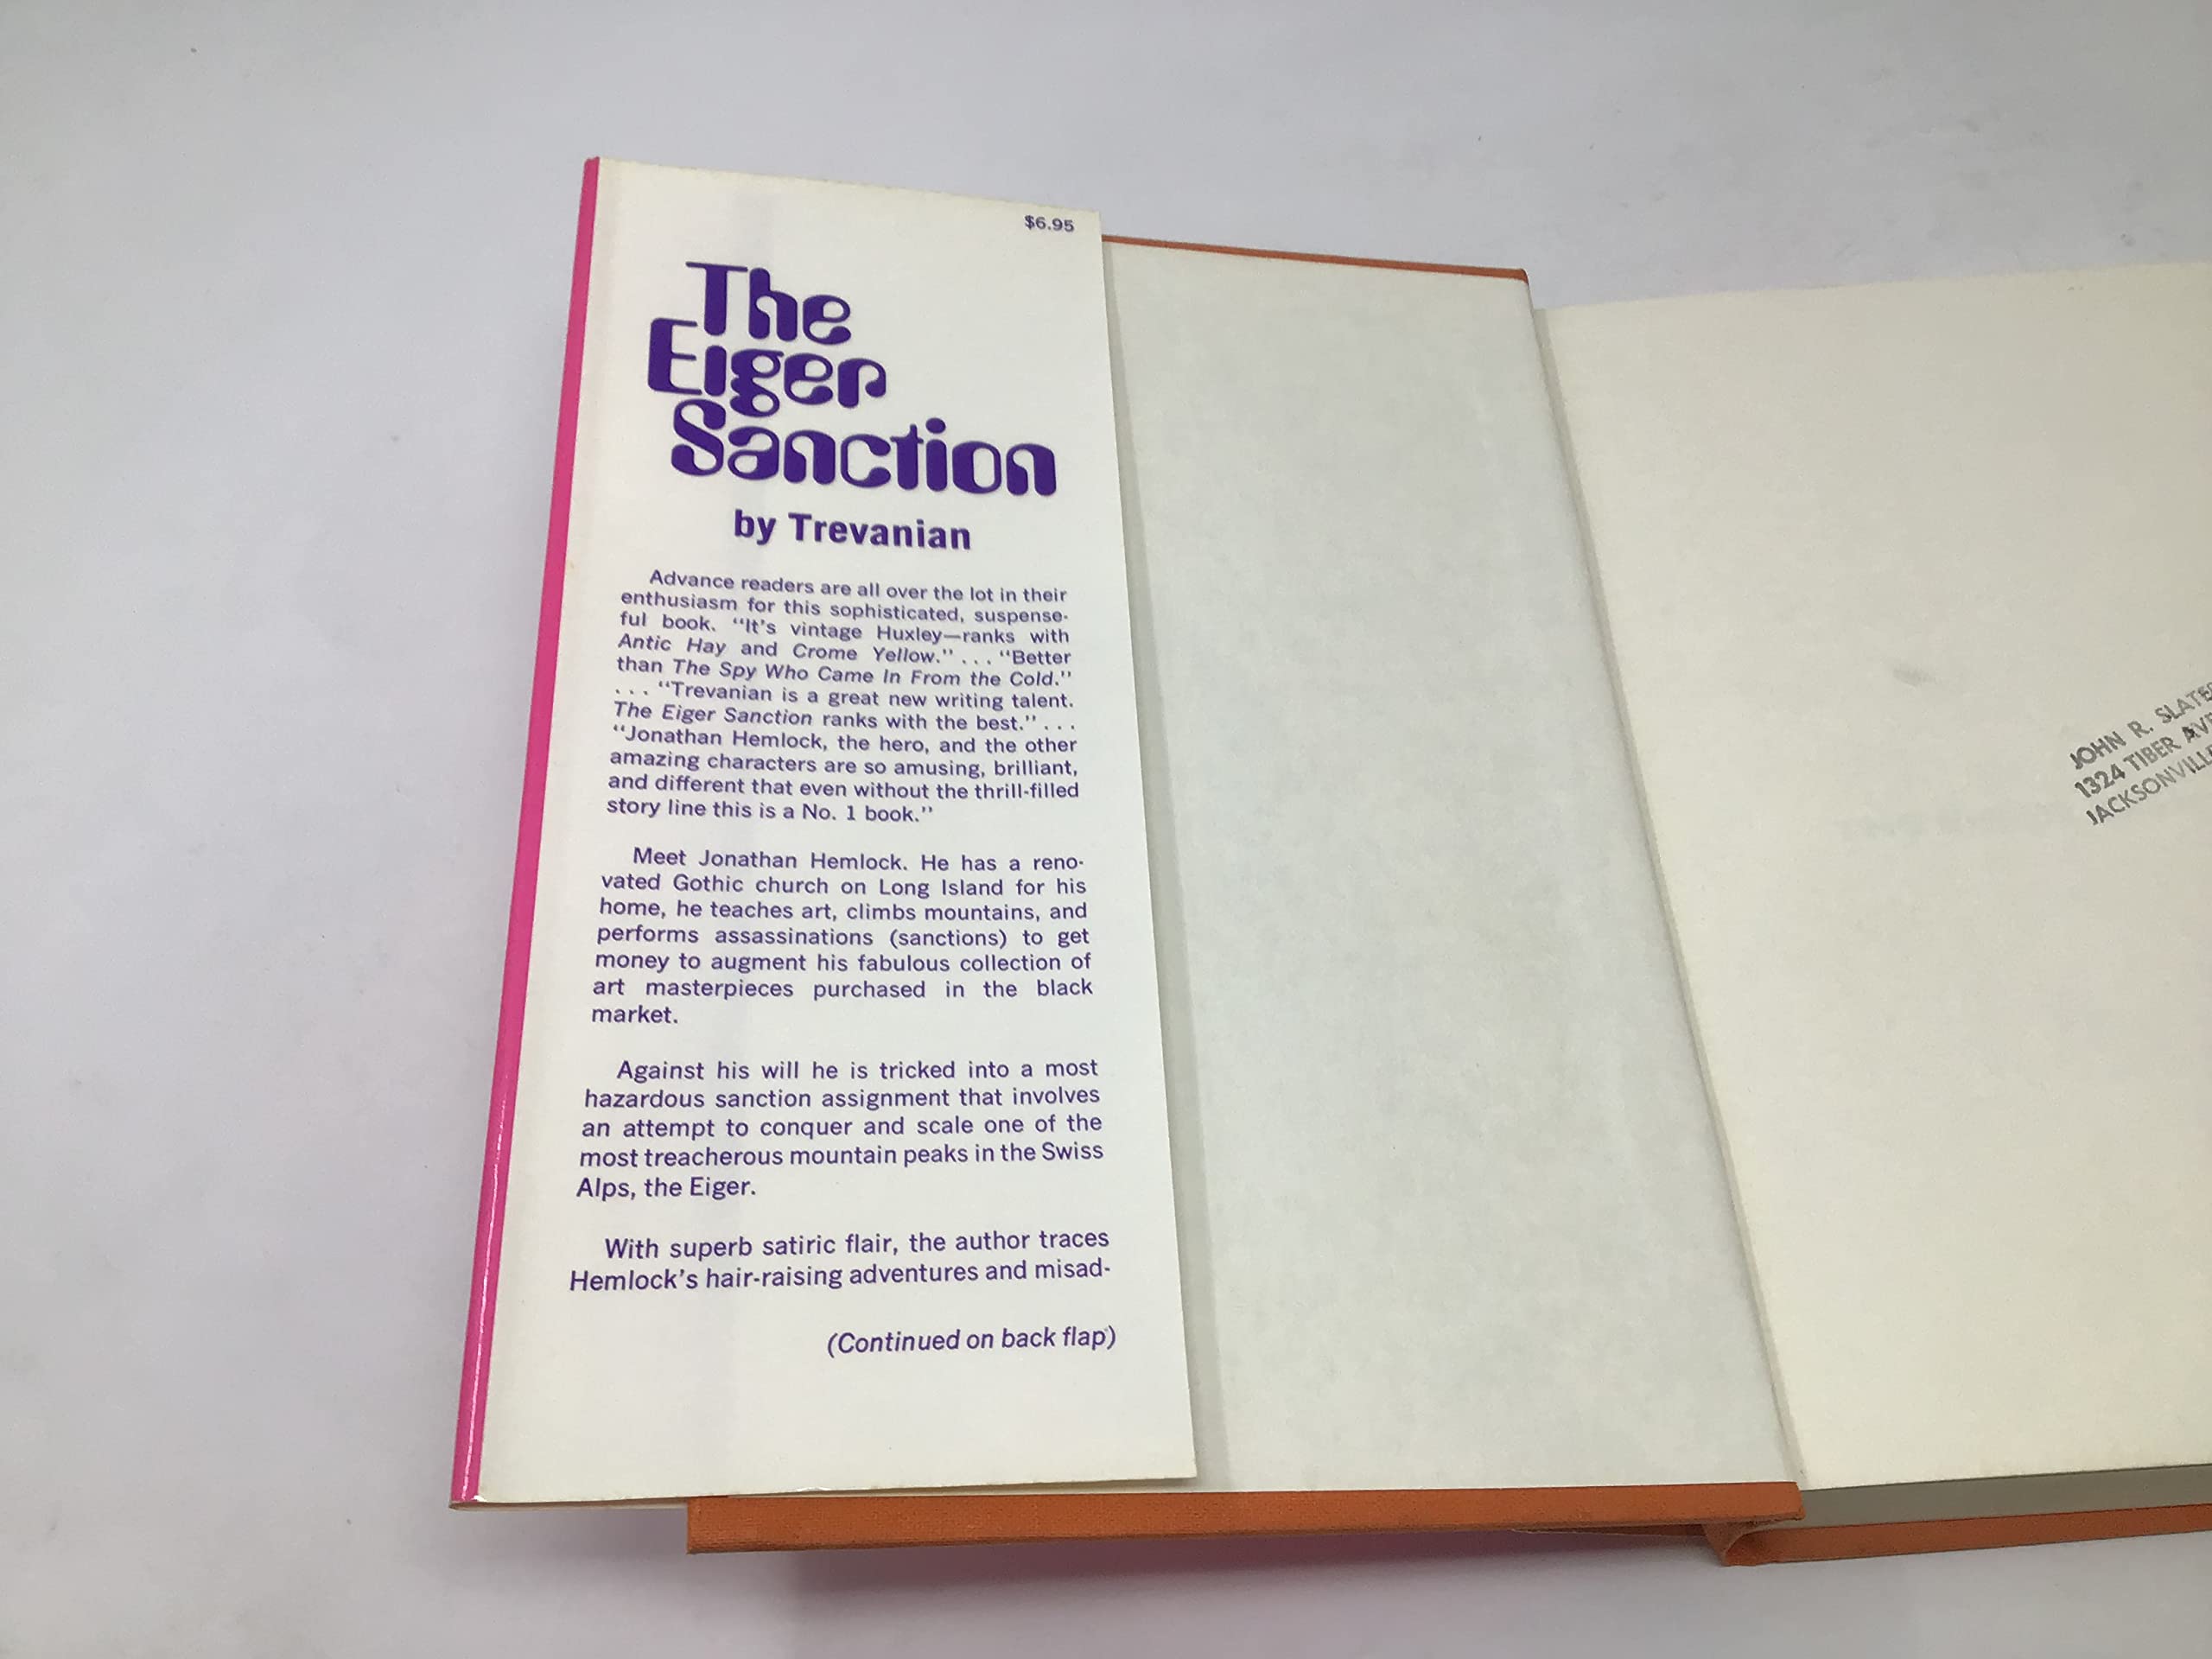 $6.95
The
Eiger
Sanction
by Trevanian
Advance readers are all over the lot in their
enthusiasm for this sophisticated, suspense-
ful book. “It’s vintage Huxley—ranks with
Antic Hay and Crome Yellow.” . . . “Better
than The Spy Who Came In From the Cold.”
. . . “Trevanian is a great new writing talent.
The Eiger Sanction ranks with the best.” . . .
“Jonathan Hemlock, the hero, and the other
amazing characters are so amusing, brilliant,
and different that even without the thrill-filled
story line this is a No. 1 book.”
Meet Jonathan Hemlock. He has a reno-
vated Gothic church on Long Island for his
home, he teaches art, climbs mountains, and
performs assassinations (sanctions) to get
money to augment his fabulous collection of
art masterpieces purchased in the black
market.
Against his will he is tricked into a most
hazardous sanction assignment that involves
an attempt to conquer and scale one of the
most treacherous mountain peaks in the Swiss
Alps, the Eiger.
With superb satiric flair, the author traces
Hemlock’s hair-raising adventures and misad-
(Continued on back flap)
JOHN R. SLATE
1324 TIBER AV
JACKSONVILL